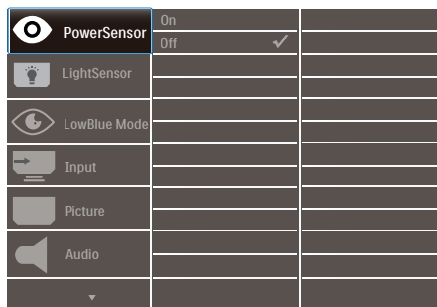 PowerSensor
On
Off
LightSensor
LowBlue Mode
Input
Picture
Audio